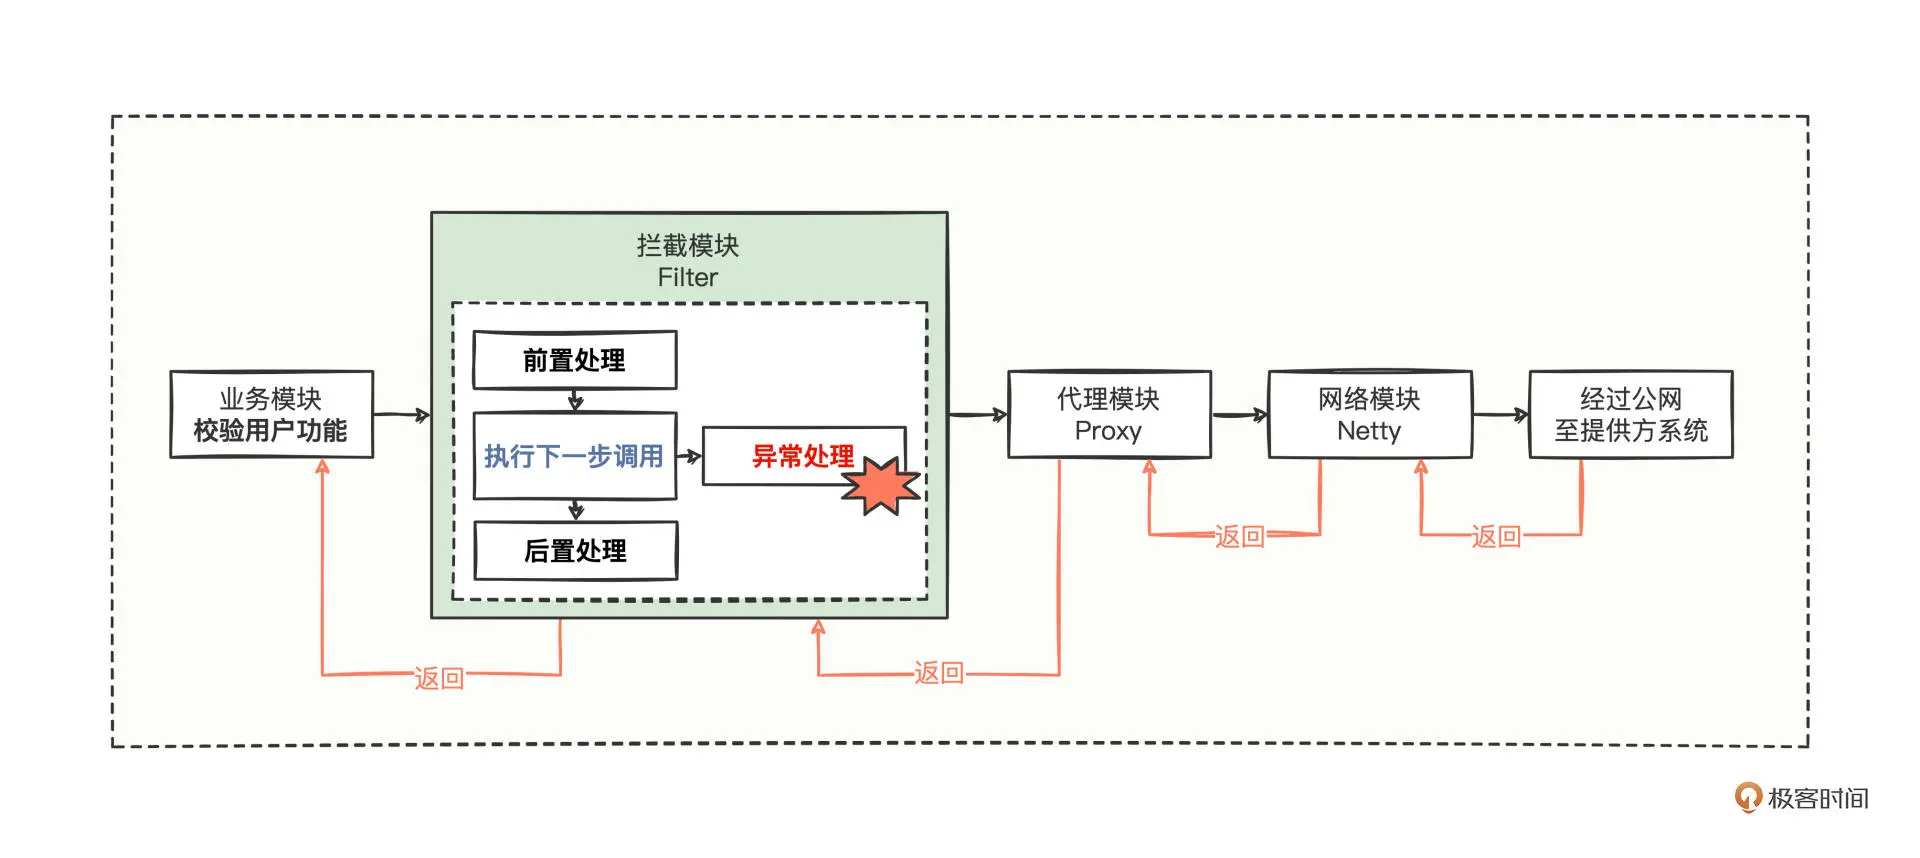 拦截模块
Filter
前置处理
业务模块
校验用户功能
执行下一步调用
异常处理
后置处理
代理模块
Proxy
网络模块
Netty
经过公网
至提供方系统
返回
返回
返回
返回
极客时间